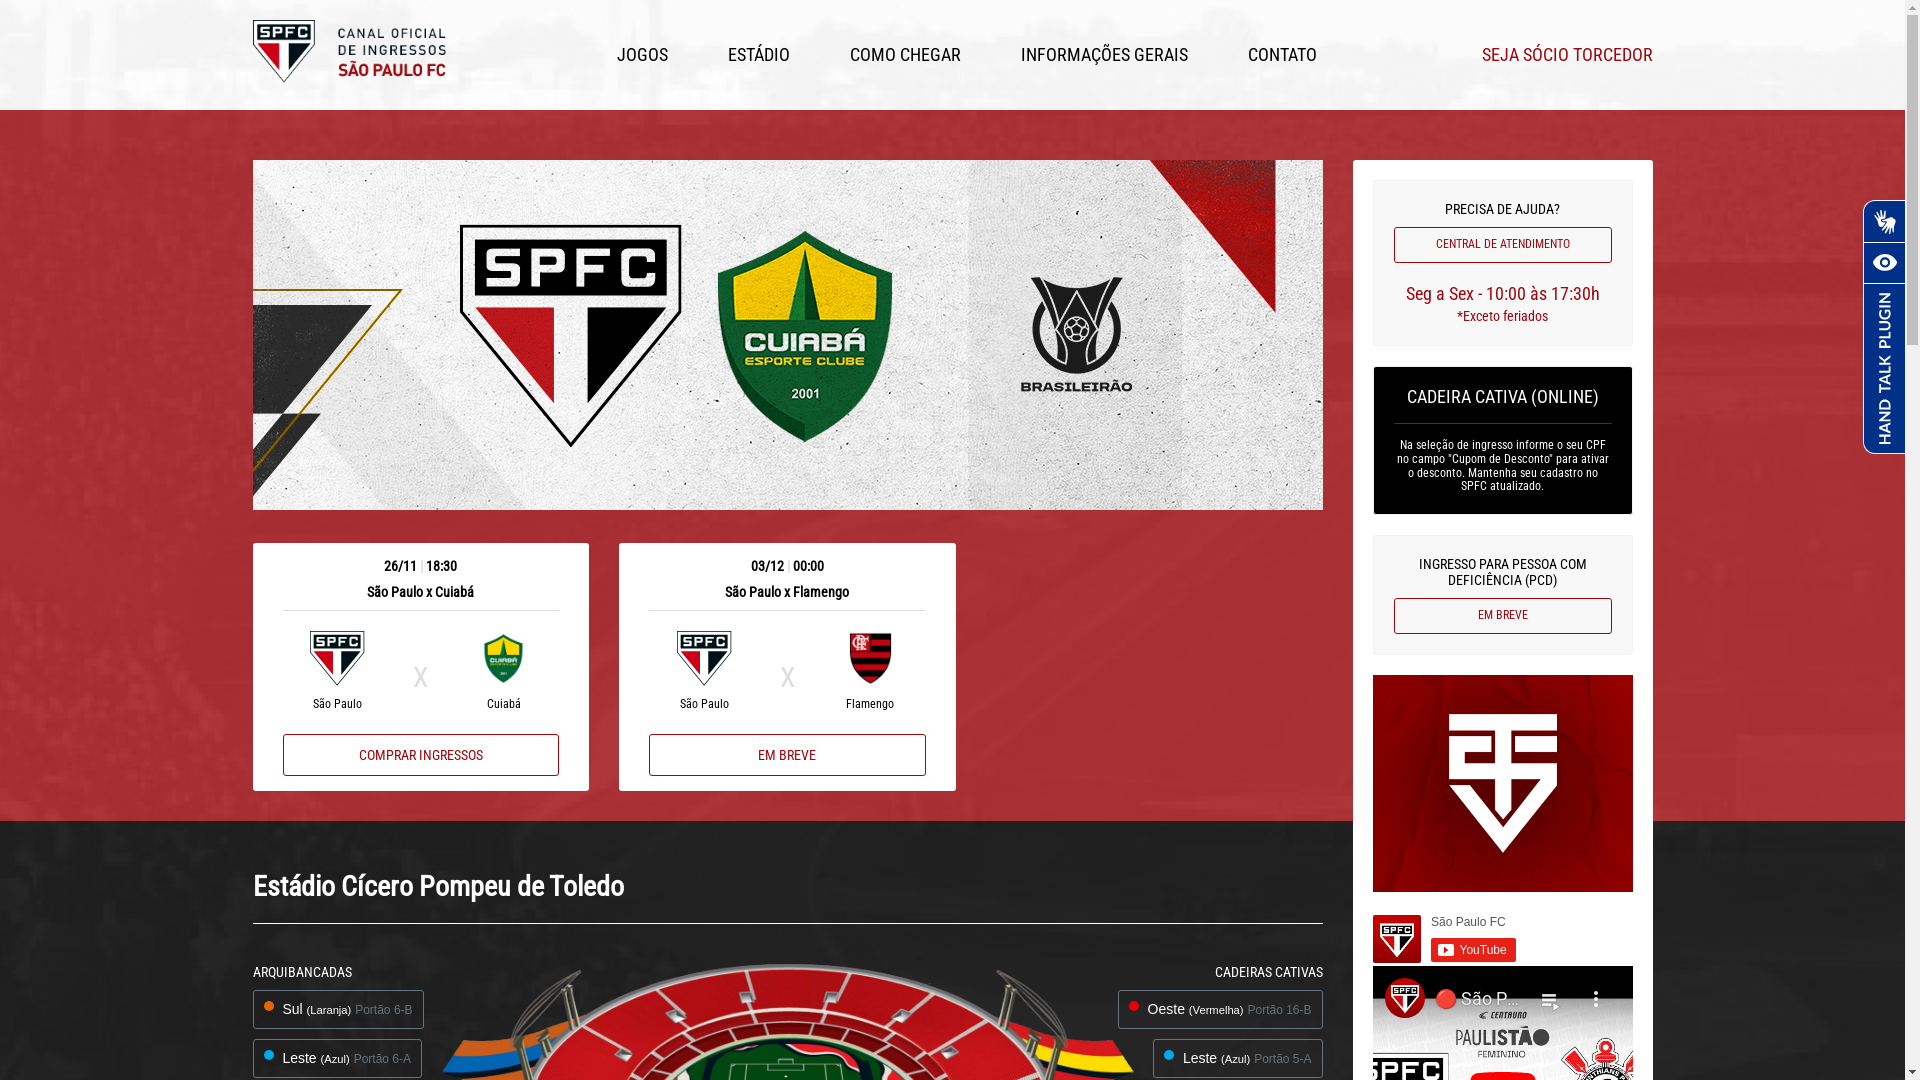 SPFC
CANAL OFICIAL
DE INGRESSOS
SÃO PAULO FC
JOGOS
ESTÁDIO
COMO CHEGAR
INFORMAÇÕES GERAIS
CONTATO
SEJA SÓCIO TORCEDOR
SPFC
CUIABÁ
ESPORTE CLUBE
2001
BRASILEIRÃO
PRECISA DE AJUDA?
CENTRAL DE ATENDIMENTO
Seg a Sex - 10:00 às 17:30h
*Exceto feriados
CADEIRA CATIVA (ONLINE)
Na seleção de ingresso informe o seu CPF
no campo "Cupom de Desconto" para ativar
o desconto. Mantenha seu cadastro no
SPFC atualizado.
INGRESSO PARA PESSOA COM
DEFICIÊNCIA (PCD)
EM BREVE
HAND TALK PLUGIN
26/11 | 18:30
São Paulo x Cuiabá
SPFC
X
CUIABÁ
São Paulo
Cuiabá
COMPRAR INGRESSOS
03/12 | 00:00
São Paulo x Flamengo
SPFC
X
São Paulo
Flamengo
EM BREVE
São Paulo FC
SPFC
YouTube
SPFC
São P...
CENTAURO
PAULISTÃO
FEMININO
SPFC
Estádio Cícero Pompeu de Toledo
ARQUIBANCADAS
Sul (Laranja) Portão 6-B
Leste (Azul) Portão 6-A
CADEIRAS CATIVAS
Oeste (Vermelha) Portão 16-B
Leste (Azul) Portão 5-A